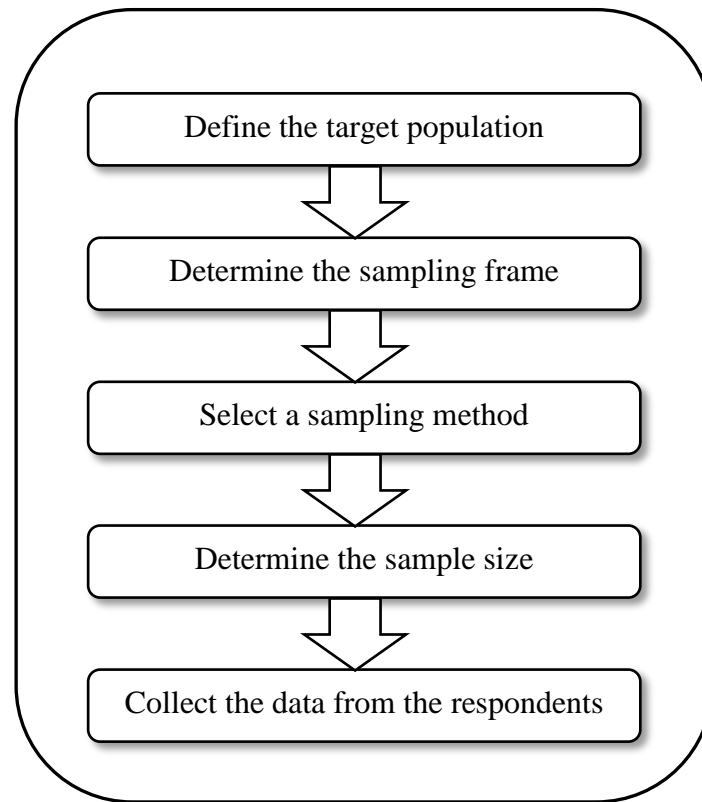 Define the target population
Determine the sampling frame
Select a sampling method
Determine the sample size
Collect the data from the respondents